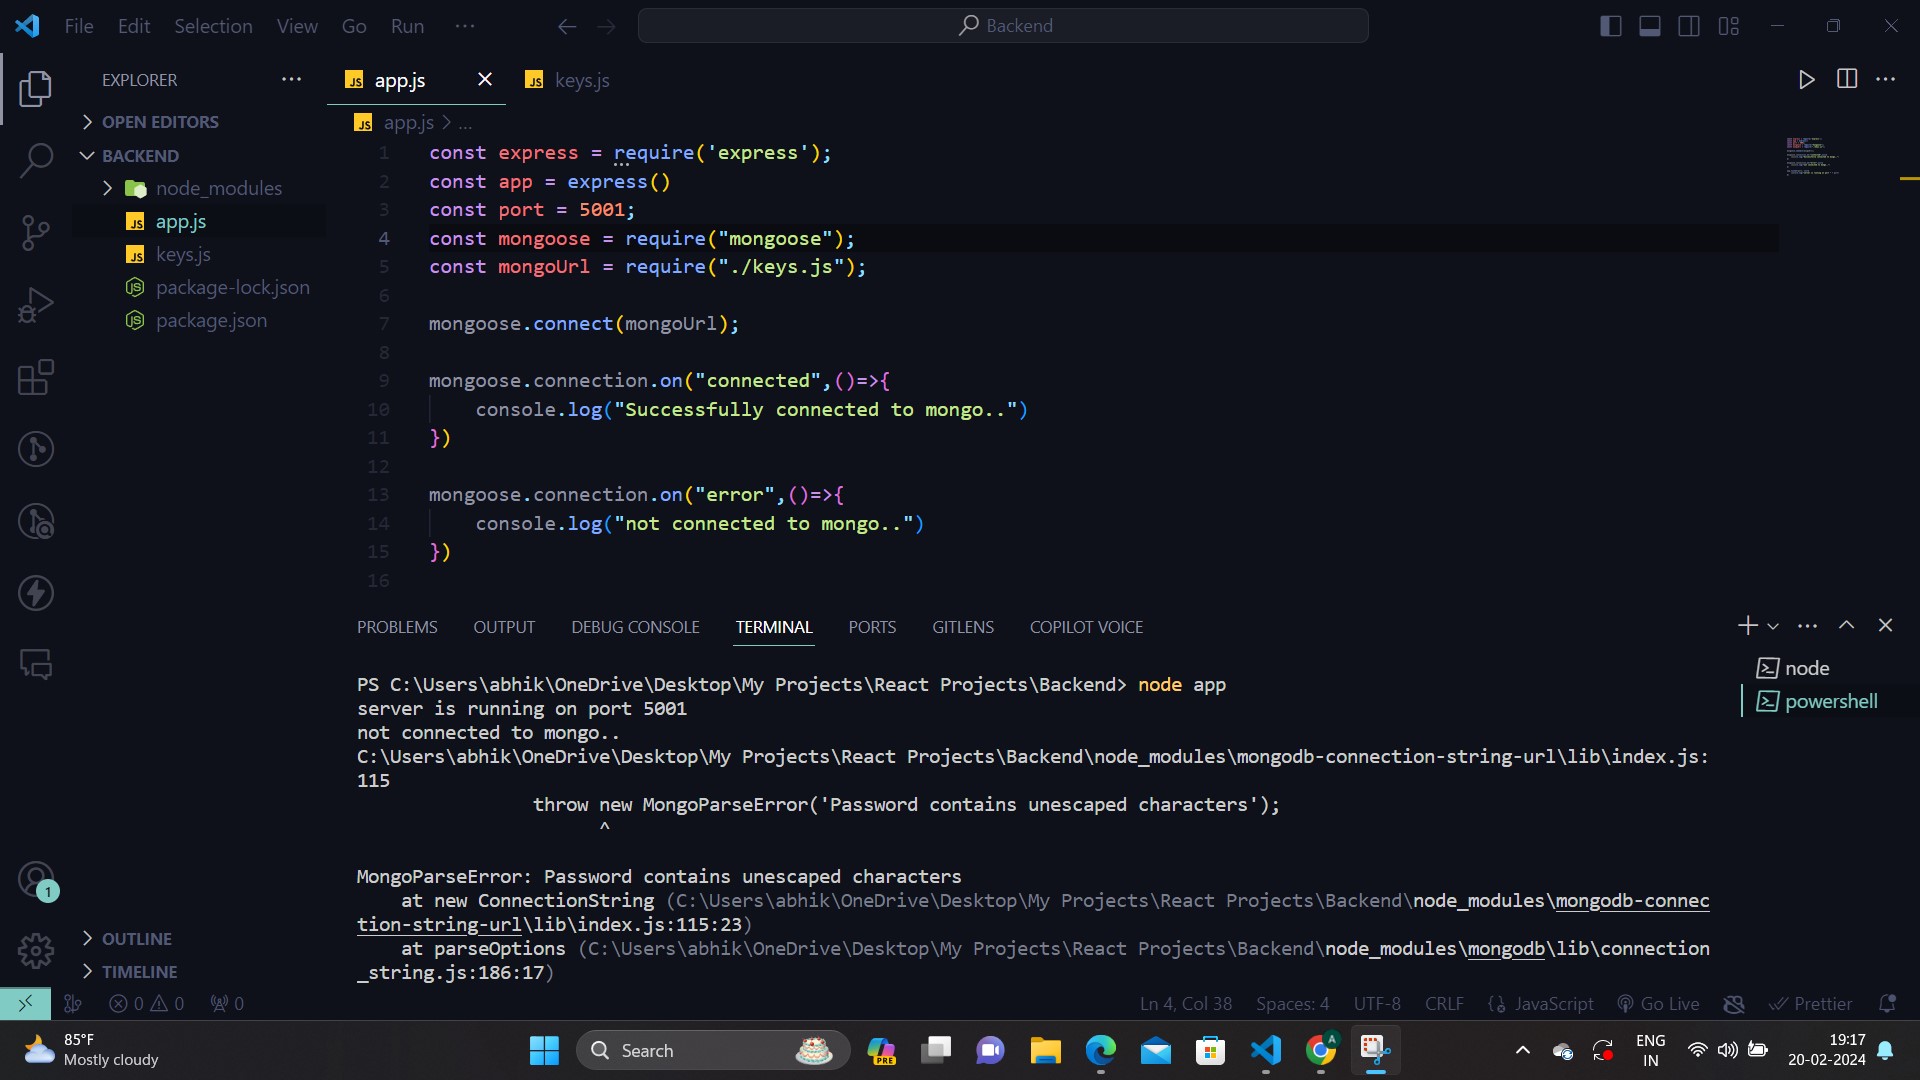 File Edit Selection View Go Run ...
Backend
EXPLORER
OPEN EDITORS
BACKEND
node_modules
JS app.js
JS keys.js
package-lock.json
package.json
OUTLINE
TIMELINE
JS app.js
JS keys.js
JS app.js > ...
1 const express = require('express');
2 const app = express()
3 const port = 5001;
4 const mongoose = require("mongoose");
5 const mongoUrl = require("./keys.js");
6
7 mongoose.connect(mongoUrl);
8
9 mongoose.connection.on("connected",()=>{
10 console.log("Successfully connected to mongo..")
11 })
12
13 mongoose.connection.on("error",()=>{
14 console.log("not connected to mongo..")
15 })
16
PROBLEMS OUTPUT DEBUG CONSOLE TERMINAL PORTS GITLENS COPILOT VOICE
node
powershell
PS C:\Users\abhik\OneDrive\Desktop\My Projects\React Projects\Backend> node app
server is running on port 5001
not connected to mongo..
C:\Users\abhik\OneDrive\Desktop\My Projects\React Projects\Backend\node_modules\mongodb-connection-string-url\lib\index.js:
115
throw new MongoParseError('Password contains unescaped characters');
^
MongoParseError: Password contains unescaped characters
at new ConnectionString (C:\Users\abhik\OneDrive\Desktop\My Projects\React Projects\Backend\node_modules\mongodb-connec
tion-string-url\lib\index.js:115:23)
at parseOptions (C:\Users\abhik\OneDrive\Desktop\My Projects\React Projects\Backend\node_modules\mongodb\lib\connection
_string.js:186:17)
1
0 0 0
Ln 4, Col 38 Spaces: 4 UTF-8 CRLF {} JavaScript Go Live Prettier
85°F
Mostly cloudy
Search
PRE
A
ENG
IN
19:17
20-02-2024